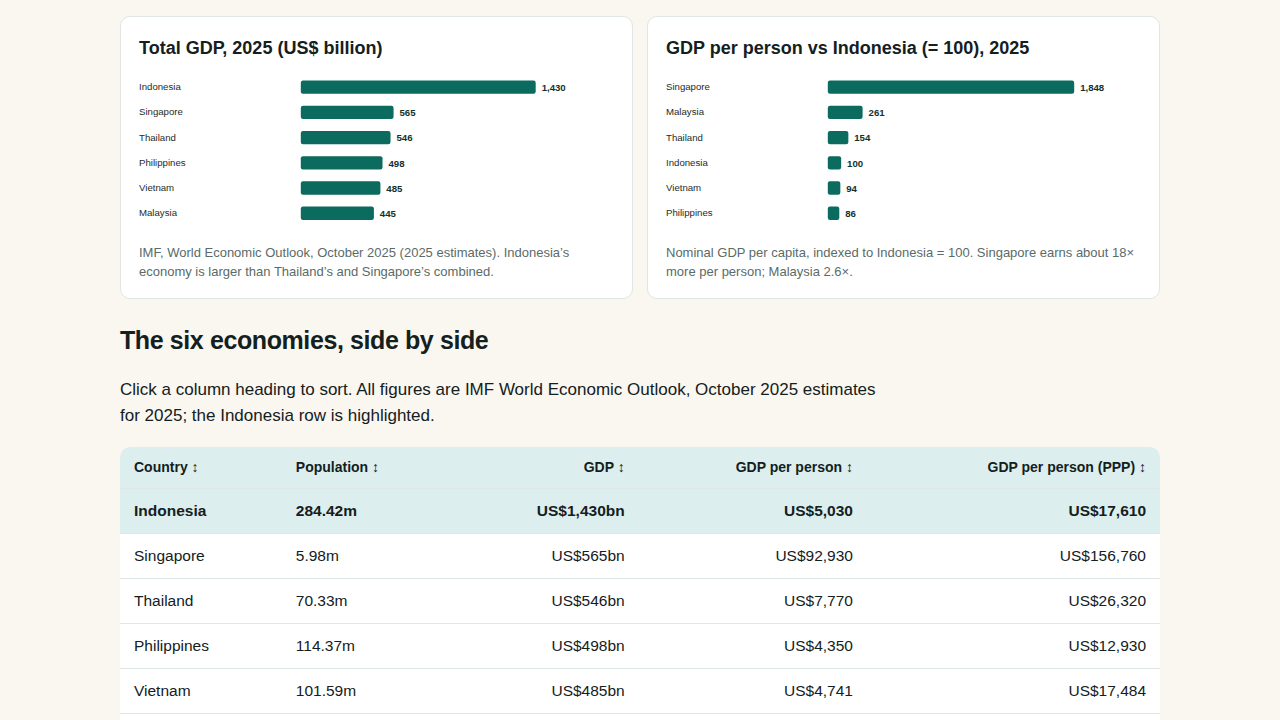 Total GDP, 2025 (US$ billion)
Indonesia 1,430
Singapore 565
Thailand 546
Philippines 498
Vietnam 485
Malaysia 445
IMF, World Economic Outlook, October 2025 (2025 estimates). Indonesia’s
economy is larger than Thailand’s and Singapore’s combined.
GDP per person vs Indonesia (= 100), 2025
Singapore 1,848
Malaysia 261
Thailand 154
Indonesia 100
Vietnam 94
Philippines 86
Nominal GDP per capita, indexed to Indonesia = 100. Singapore earns about 18×
more per person; Malaysia 2.6×.
The six economies, side by side
Click a column heading to sort. All figures are IMF World Economic Outlook, October 2025 estimates
for 2025; the Indonesia row is highlighted.
Country ↕ Population ↕ GDP ↕ GDP per person ↕ GDP per person (PPP) ↕
Indonesia 284.42m US$1,430bn US$5,030 US$17,610
Singapore 5.98m US$565bn US$92,930 US$156,760
Thailand 70.33m US$546bn US$7,770 US$26,320
Philippines 114.37m US$498bn US$4,350 US$12,930
Vietnam 101.59m US$485bn US$4,741 US$17,484